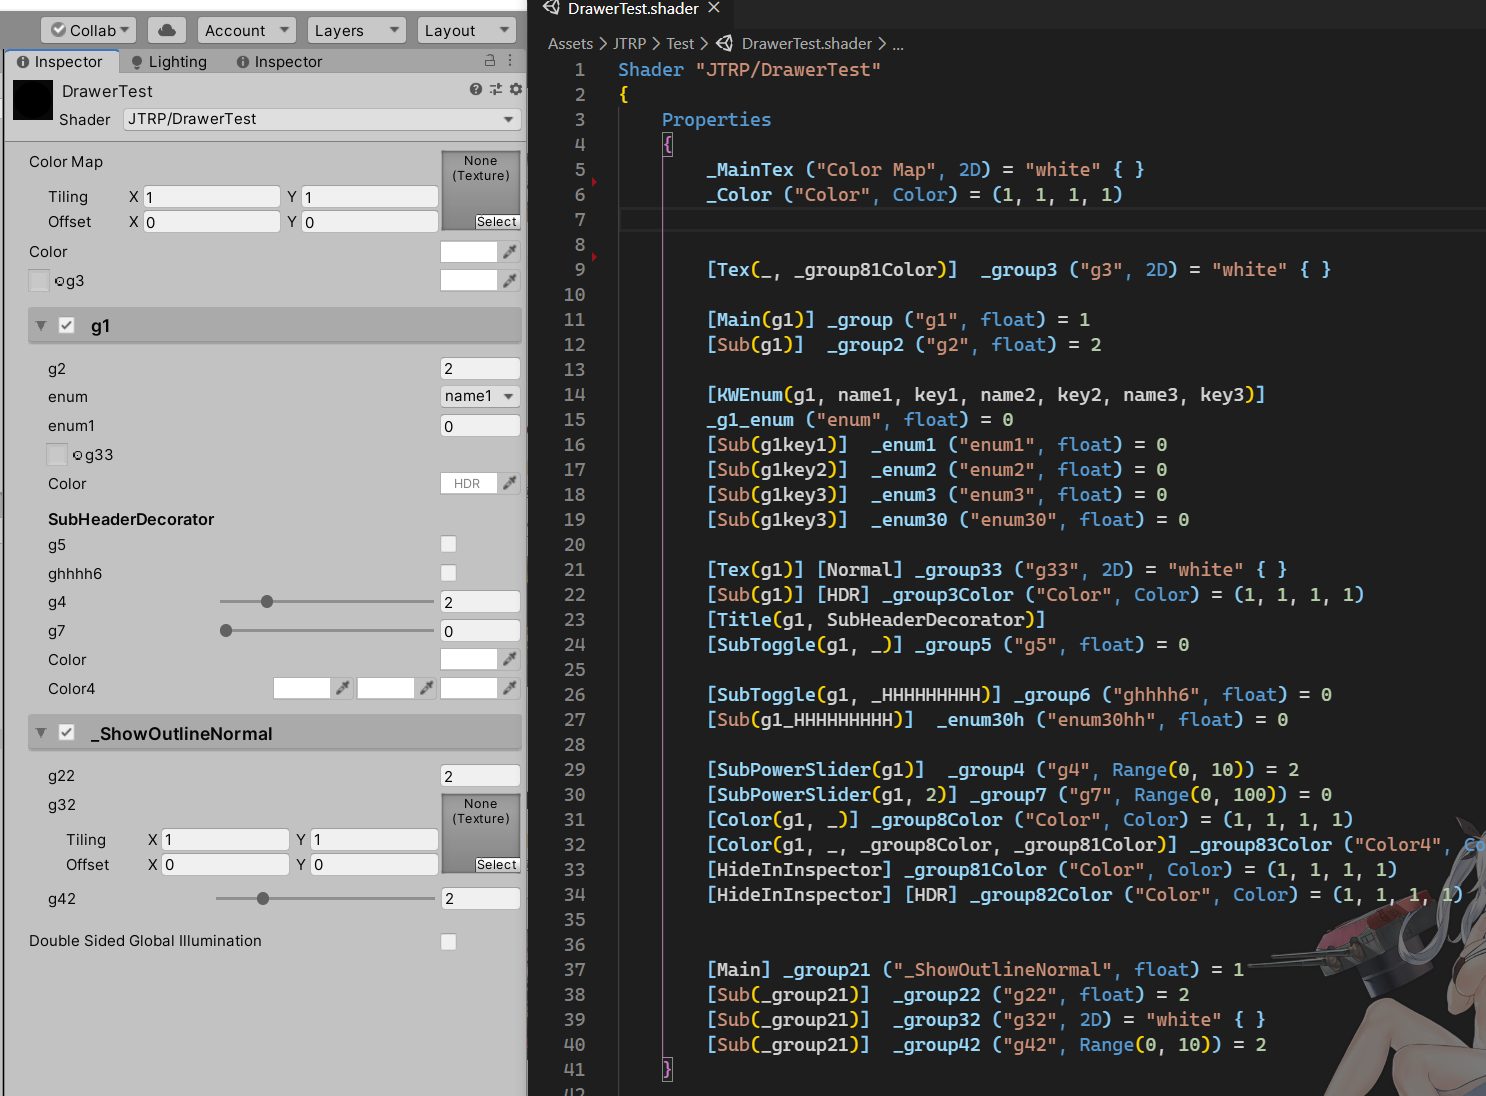 Collab
Account
Layers
Layout
Inspector
Lighting
Inspector
DrawerTest
Shader
JTRP/DrawerTest
Color Map
None
(Texture)
Tiling X 1 Y 1
Offset X 0 Y 0
Select
Color
g3
g1
g2 2
enum name1
enum1 0
g33
Color HDR
SubHeaderDecorator
g5
ghhhh6
g4 2
g7 0
Color
Color4
_ShowOutlineNormal
g22 2
g32
None
(Texture)
Tiling X 1 Y 1
Offset X 0 Y 0
Select
g42 2
Double Sided Global Illumination
DrawerTest.shader
Assets > JTRP > Test > DrawerTest.shader > ...
1 Shader "JTRP/DrawerTest"
2 {
3 Properties
4 {
5 _MainTex ("Color Map", 2D) = "white" { }
6 _Color ("Color", Color) = (1, 1, 1, 1)
7
8
9 [Tex(_, _group81Color)] _group3 ("g3", 2D) = "white" { }
10
11 [Main(g1)] _group ("g1", float) = 1
12 [Sub(g1)] _group2 ("g2", float) = 2
13
14 [KWEnum(g1, name1, key1, name2, key2, name3, key3)]
15 _g1_enum ("enum", float) = 0
16 [Sub(g1key1)] _enum1 ("enum1", float) = 0
17 [Sub(g1key2)] _enum2 ("enum2", float) = 0
18 [Sub(g1key3)] _enum3 ("enum3", float) = 0
19 [Sub(g1key3)] _enum30 ("enum30", float) = 0
20
21 [Tex(g1)] [Normal] _group33 ("g33", 2D) = "white" { }
22 [Sub(g1)] [HDR] _group3Color ("Color", Color) = (1, 1, 1, 1)
23 [Title(g1, SubHeaderDecorator)]
24 [SubToggle(g1, _)] _group5 ("g5", float) = 0
25
26 [SubToggle(g1, _HHHHHHHHH)] _group6 ("ghhhh6", float) = 0
27 [Sub(g1_HHHHHHHHH)] _enum30h ("enum30hh", float) = 0
28
29 [SubPowerSlider(g1)] _group4 ("g4", Range(0, 10)) = 2
30 [SubPowerSlider(g1, 2)] _group7 ("g7", Range(0, 100)) = 0
31 [Color(g1, _)] _group8Color ("Color", Color) = (1, 1, 1, 1)
32 [Color(g1, _, _group8Color, _group81Color)] _group83Color ("Color4", Co
33 [HideInInspector] _group81Color ("Color", Color) = (1, 1, 1, 1)
34 [HideInInspector] [HDR] _group82Color ("Color", Color) = (1, 1, 1, 1)
35
36
37 [Main] _group21 ("_ShowOutlineNormal", float) = 1
38 [Sub(_group21)] _group22 ("g22", float) = 2
39 [Sub(_group21)] _group32 ("g32", 2D) = "white" { }
40 [Sub(_group21)] _group42 ("g42", Range(0, 10)) = 2
41 }
42